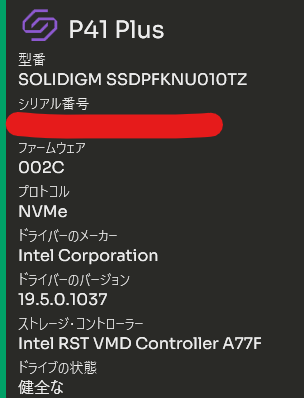 P41 Plus
型番
SOLIDIGM SSDPFKNU010TZ
シリアル番号
ファームウェア
002C
プロトコル
NVMe
ドライバーのメーカー
Intel Corporation
ドライバーのバージョン
19.5.0.1037
ストレージ・コントローラー
Intel RST VMD Controller A77F
ドライブの状態
健全な